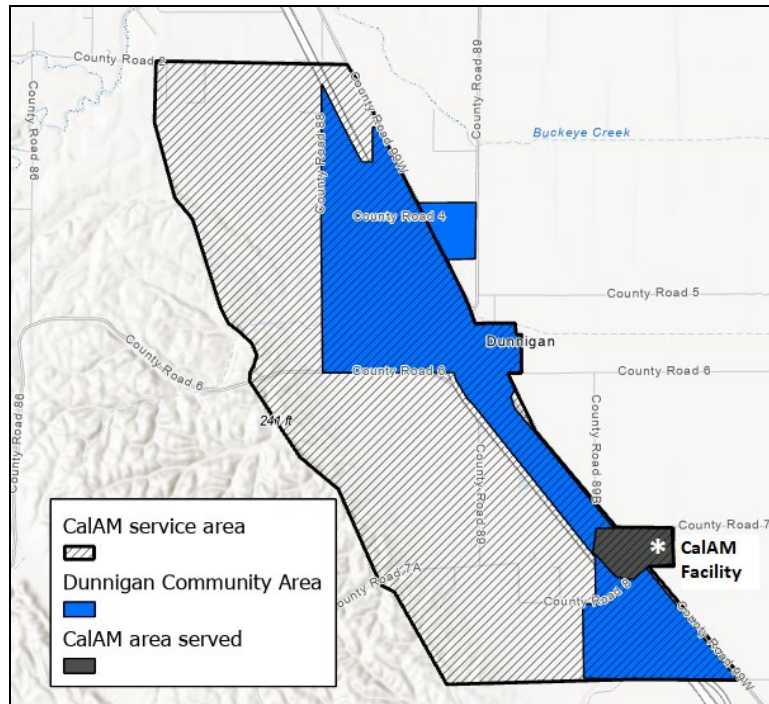 County Road 2
County Road 86
County Road 88
County Road 99W
County Road 89
Buckeye Creek
County Road 4
County Road 5
Dunnigan
County Road 6
County Road 6
County Road 6
County Road 86
241 ft
County Road 89
County Road 89B
County Road 7
CalAM service area
Dunnigan Community Area
CalAM area served
* CalAM
Facility
County Road 7A
County Road 8
County Road 99W